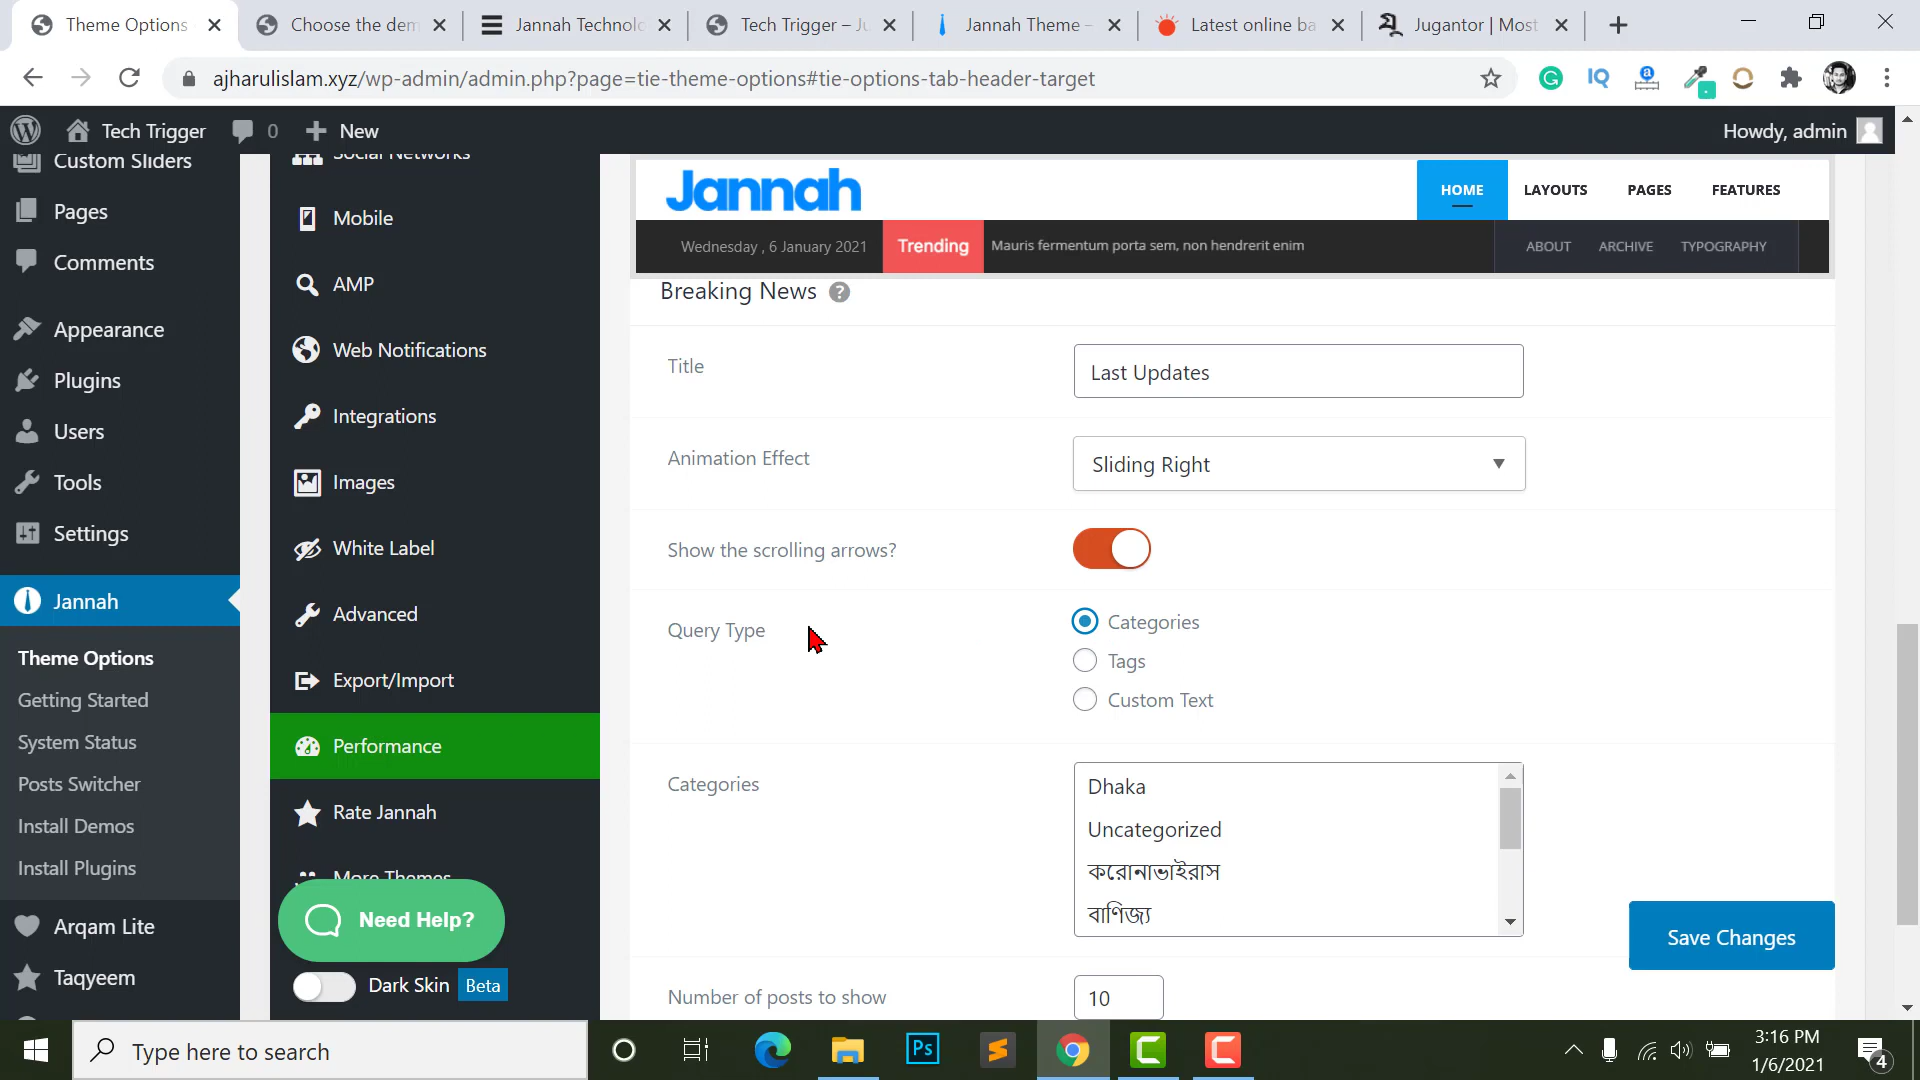 Theme Options
Choose the dem
Jannah Technol
Tech Trigger – Ju
Jannah Theme –
Latest online ba
Jugantor | Most
ajharulislam.xyz/wp-admin/admin.php?page=tie-theme-options#tie-options-tab-header-target
Tech Trigger
0
New
Howdy, admin
Custom Sliders
Pages
Comments
Appearance
Plugins
Users
Tools
Settings
Jannah
Theme Options
Getting Started
System Status
Posts Switcher
Install Demos
Install Plugins
Arqam Lite
Taqyeem
Social Networks
Mobile
AMP
Web Notifications
Integrations
Images
White Label
Advanced
Export/Import
Performance
Rate Jannah
More Themes
Need Help?
Dark Skin Beta
Jannah
HOME LAYOUTS PAGES FEATURES
Wednesday , 6 January 2021 Trending Mauris fermentum porta sem, non hendrerit enim ABOUT ARCHIVE TYPOGRAPHY
Breaking News ?
Title
Last Updates
Animation Effect
Sliding Right
Show the scrolling arrows?
Query Type
Categories
Tags
Custom Text
Categories
Dhaka
Uncategorized
করোনাভাইরাস
বাণিজ্য
Save Changes
Number of posts to show
10
Type here to search
Ps
3:16 PM
1/6/2021
4